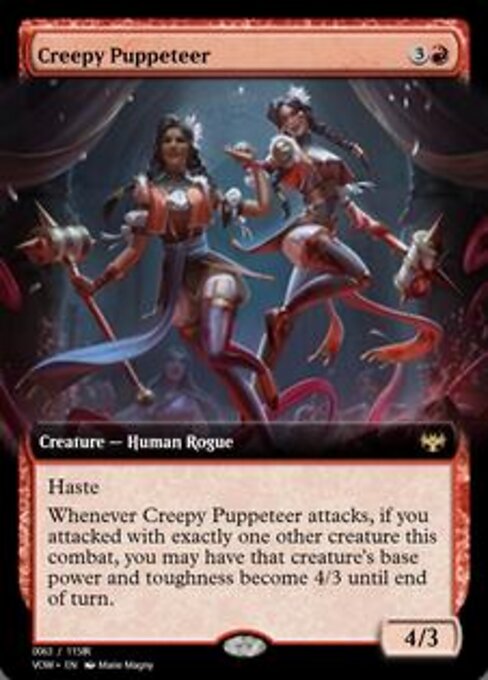 Creepy Puppeteer 3
Creature — Human Rogue
Haste
Whenever Creepy Puppeteer attacks, if you
attacked with exactly one other creature this
combat, you may have that creature's base
power and toughness become 4/3 until end
of turn.
4/3
0063 / 115R
VOW • EN Marie Magny